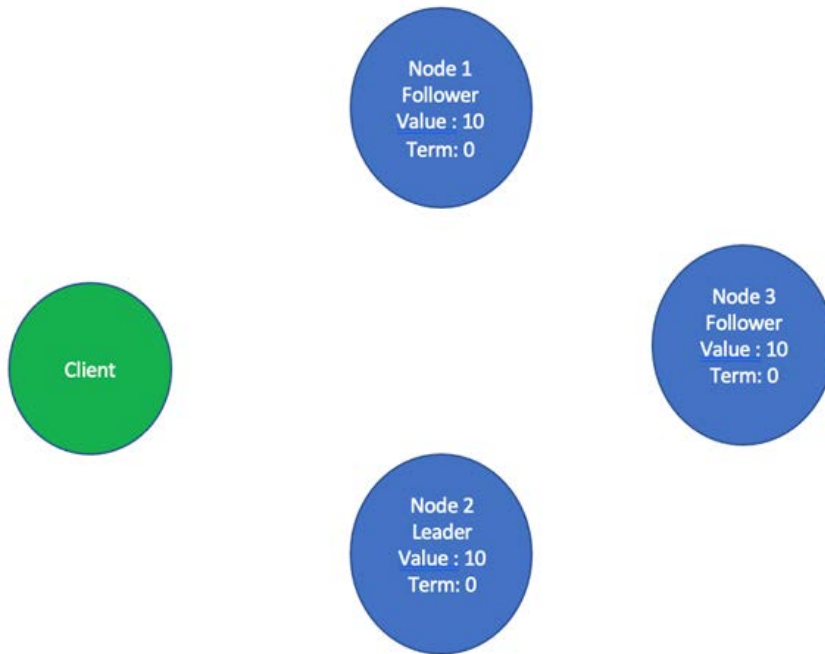 Node 1
Follower
Value : 10
Term: 0
Node 3
Follower
Value : 10
Term: 0
Client
Node 2
Leader
Value : 10
Term: 0